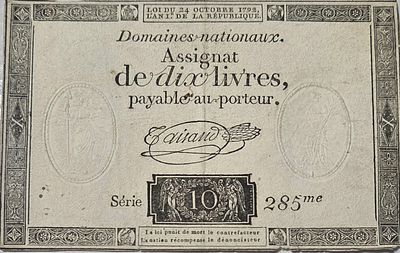 LOI DU 24 OCTOBRE 1792.
L'AN I.er DE LA RÉPUBLIQUE.
Domaines nationaux.
Assignat
de dix livres,
payable au porteur.
Taisaud
Série 10 285me
La loi punit de mort le contrefacteur
La nation récompense le dénonciateur